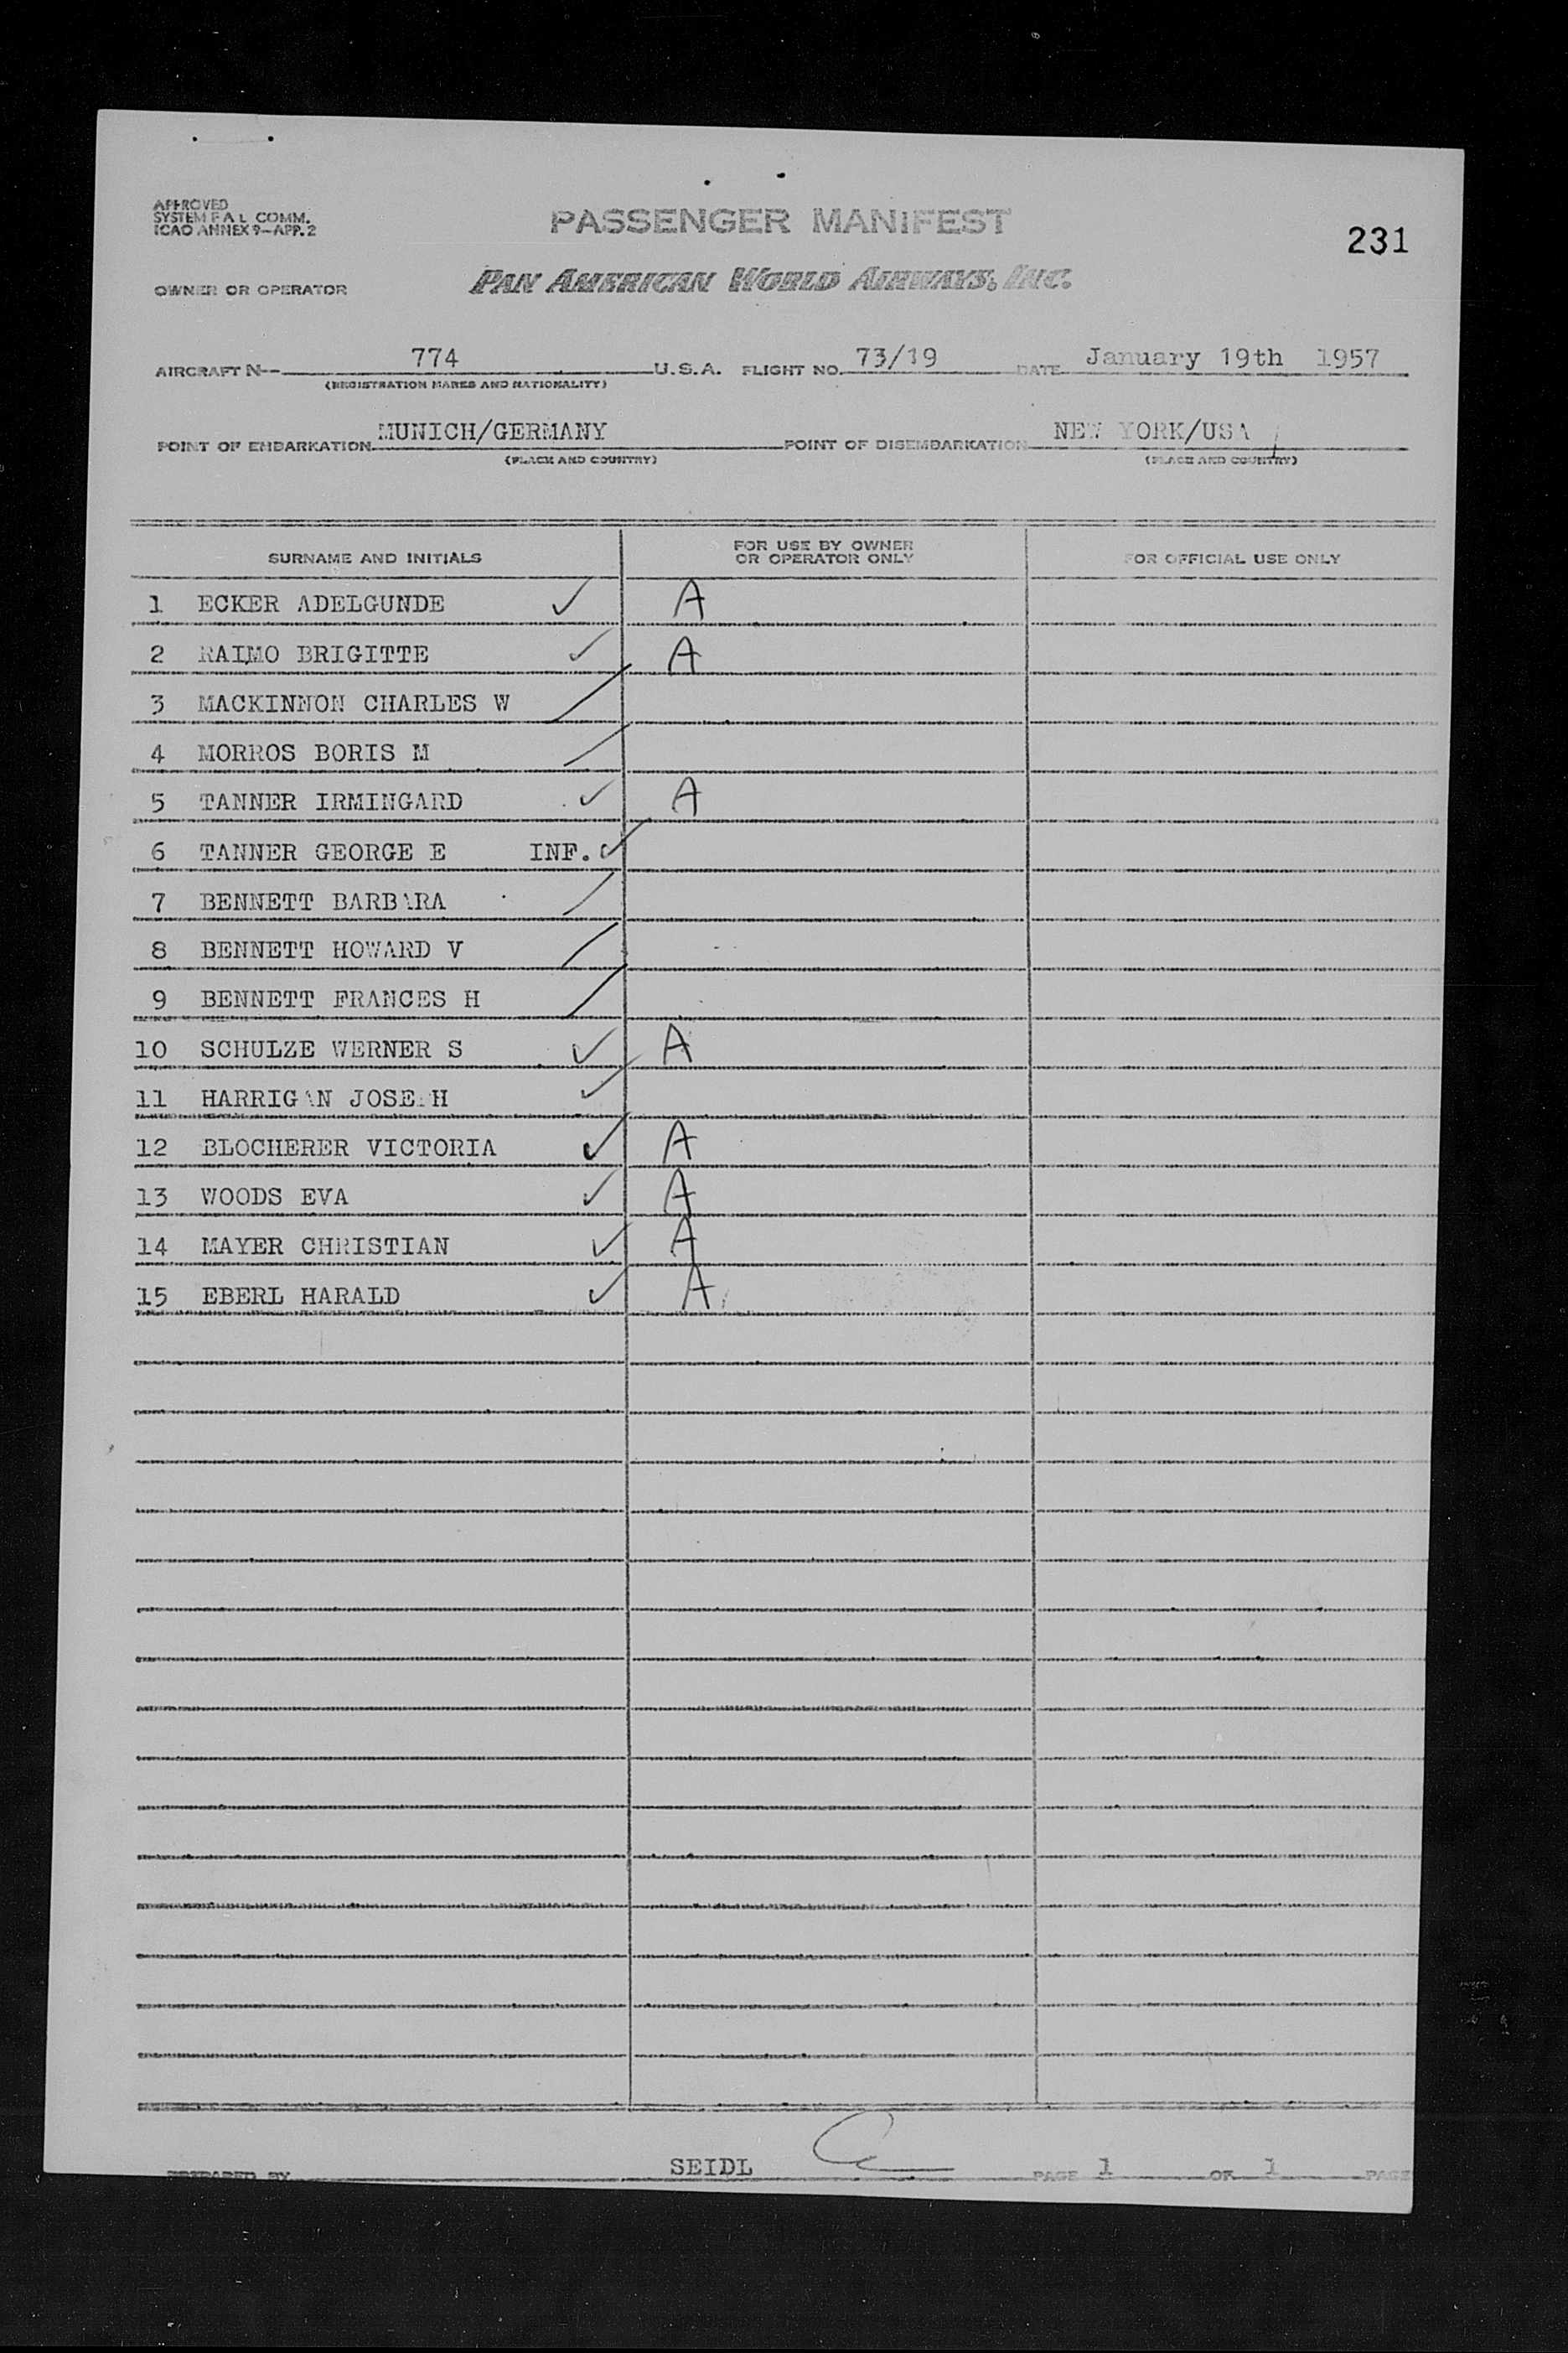 APPROVED
SYSTEM F A L COMM.
ICAO ANNEX 9-APP. 2
PASSENGER MANIFEST
231
OWNER OR OPERATOR
PAN AMERICAN WORLD AIRWAYS, INC.
AIRCRAFT N-- 774 U.S.A. FLIGHT NO. 73/19 DATE January 19th 1957
(REGISTRATION MARKS AND NATIONALITY)
POINT OF EMBARKATION MUNICH/GERMANY POINT OF DISEMBARKATION NEW YORK/USA
(PLACE AND COUNTRY) (PLACE AND COUNTRY)
SURNAME AND INITIALS FOR USE BY OWNER OR OPERATOR ONLY FOR OFFICIAL USE ONLY
1 ECKER ADELGUNDE ✓ A
2 RAIMO BRIGITTE ✓ A
3 MACKINNON CHARLES W /
4 MORROS BORIS M /
5 TANNER IRMINGARD ✓ A
6 TANNER GEORGE E INF. ✓
7 BENNETT BARBARA /
8 BENNETT HOWARD V /
9 BENNETT FRANCES H /
10 SCHULZE WERNER S ✓ A
11 HARRIGAN JOSEPH ✓
12 BLOCHERER VICTORIA ✓ A
13 WOODS EVA ✓ A
14 MAYER CHRISTIAN ✓ A
15 EBERL HARALD ✓ A
PREPARED BY SEIDL PAGE 1 OF 1 PAGE